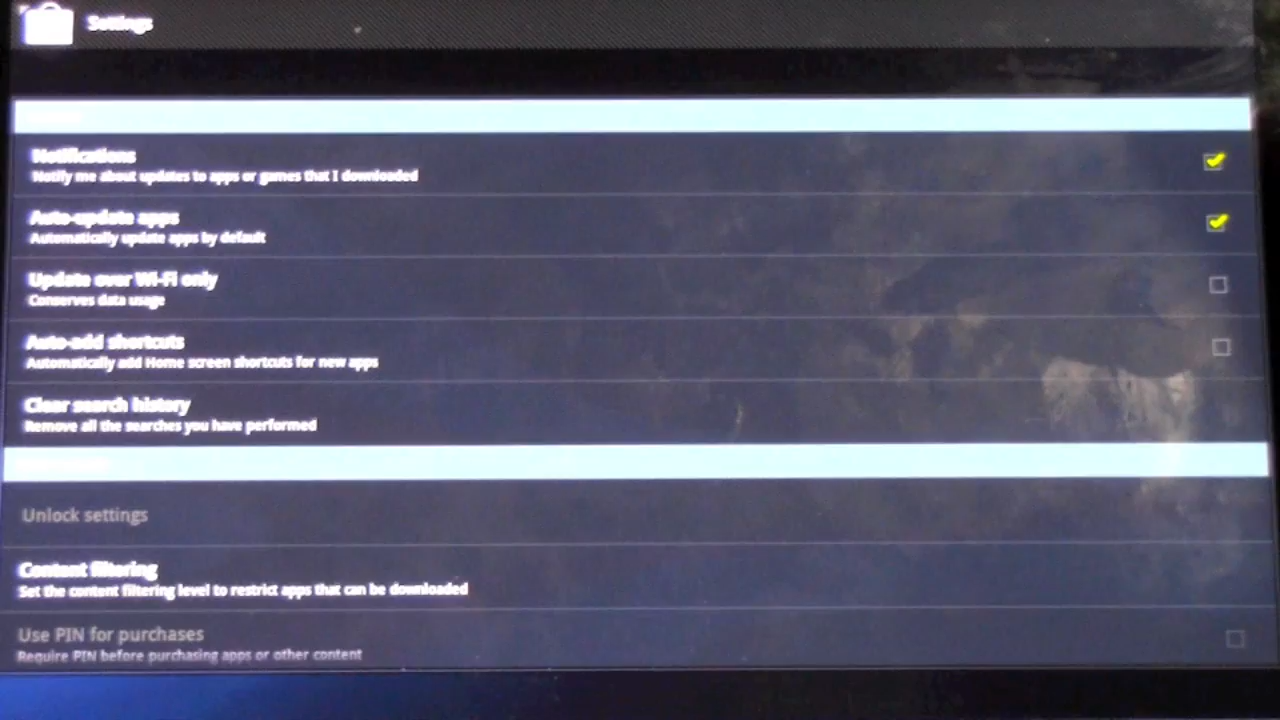 Settings
Notifications
Notify me about updates to apps or games that I downloaded
Auto-update apps
Automatically update apps by default
Update over Wi-Fi only
Conserves data usage
Auto-add shortcuts
Automatically add Home screen shortcuts for new apps
Clear search history
Remove all the searches you have performed
Unlock settings
Content filtering
Set the content filtering level to restrict apps that can be downloaded
Use PIN for purchases
Require PIN before purchasing apps or other content